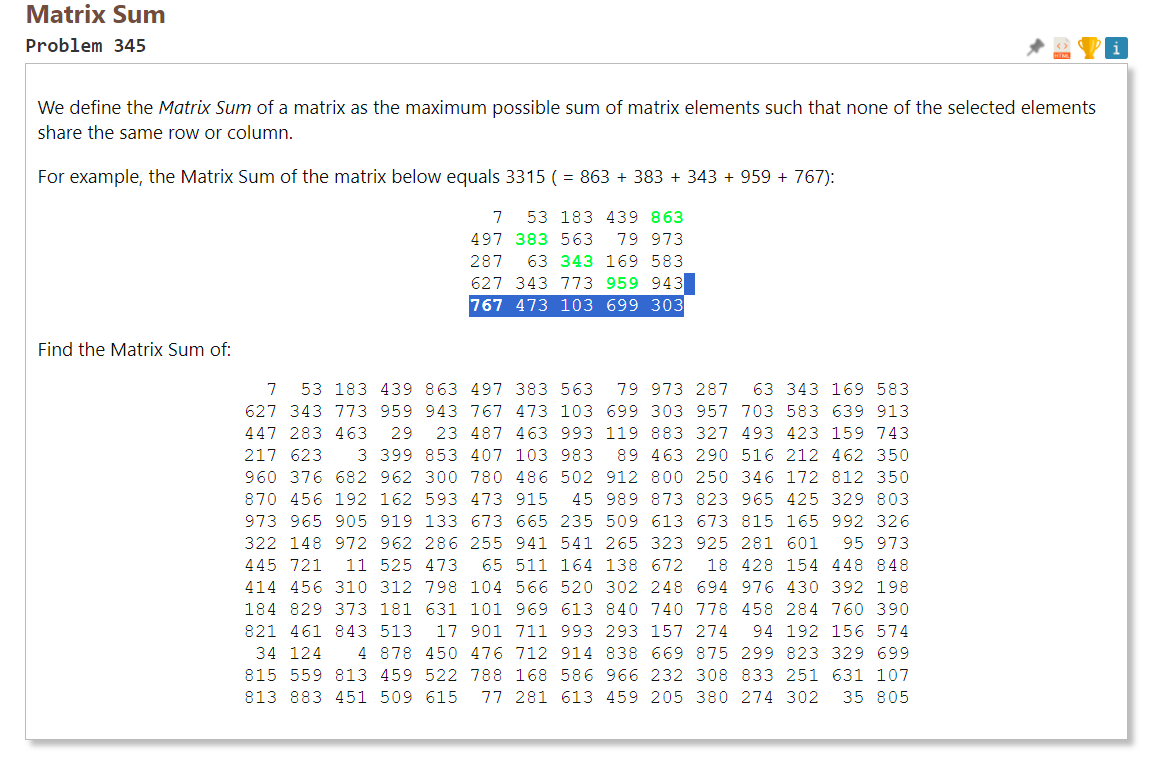 Matrix Sum
Problem 345
HTML
i
We define the Matrix Sum of a matrix as the maximum possible sum of matrix elements such that none of the selected elements
share the same row or column.
For example, the Matrix Sum of the matrix below equals 3315 ( = 863 + 383 + 343 + 959 + 767):
7 53 183 439 863
497 383 563 79 973
287 63 343 169 583
627 343 773 959 943
767 473 103 699 303
Find the Matrix Sum of:
7 53 183 439 863 497 383 563 79 973 287 63 343 169 583
627 343 773 959 943 767 473 103 699 303 957 703 583 639 913
447 283 463 29 23 487 463 993 119 883 327 493 423 159 743
217 623 3 399 853 407 103 983 89 463 290 516 212 462 350
960 376 682 962 300 780 486 502 912 800 250 346 172 812 350
870 456 192 162 593 473 915 45 989 873 823 965 425 329 803
973 965 905 919 133 673 665 235 509 613 673 815 165 992 326
322 148 972 962 286 255 941 541 265 323 925 281 601 95 973
445 721 11 525 473 65 511 164 138 672 18 428 154 448 848
414 456 310 312 798 104 566 520 302 248 694 976 430 392 198
184 829 373 181 631 101 969 613 840 740 778 458 284 760 390
821 461 843 513 17 901 711 993 293 157 274 94 192 156 574
34 124 4 878 450 476 712 914 838 669 875 299 823 329 699
815 559 813 459 522 788 168 586 966 232 308 833 251 631 107
813 883 451 509 615 77 281 613 459 205 380 274 302 35 805